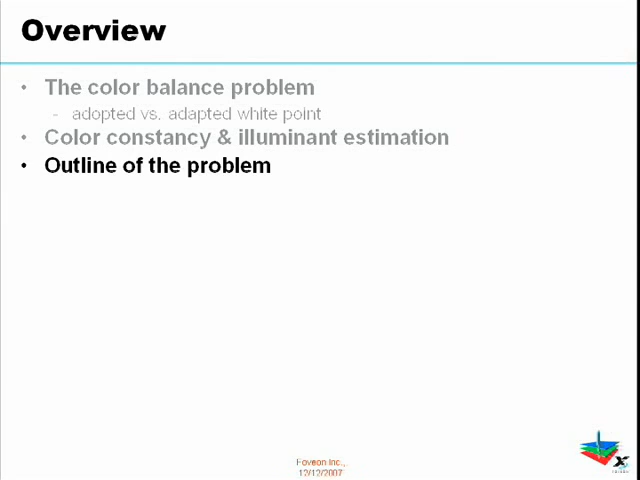 Overview
• The color balance problem
- adopted vs. adapted white point
• Color constancy & illuminant estimation
• Outline of the problem
Foveon Inc.,
12/12/2007